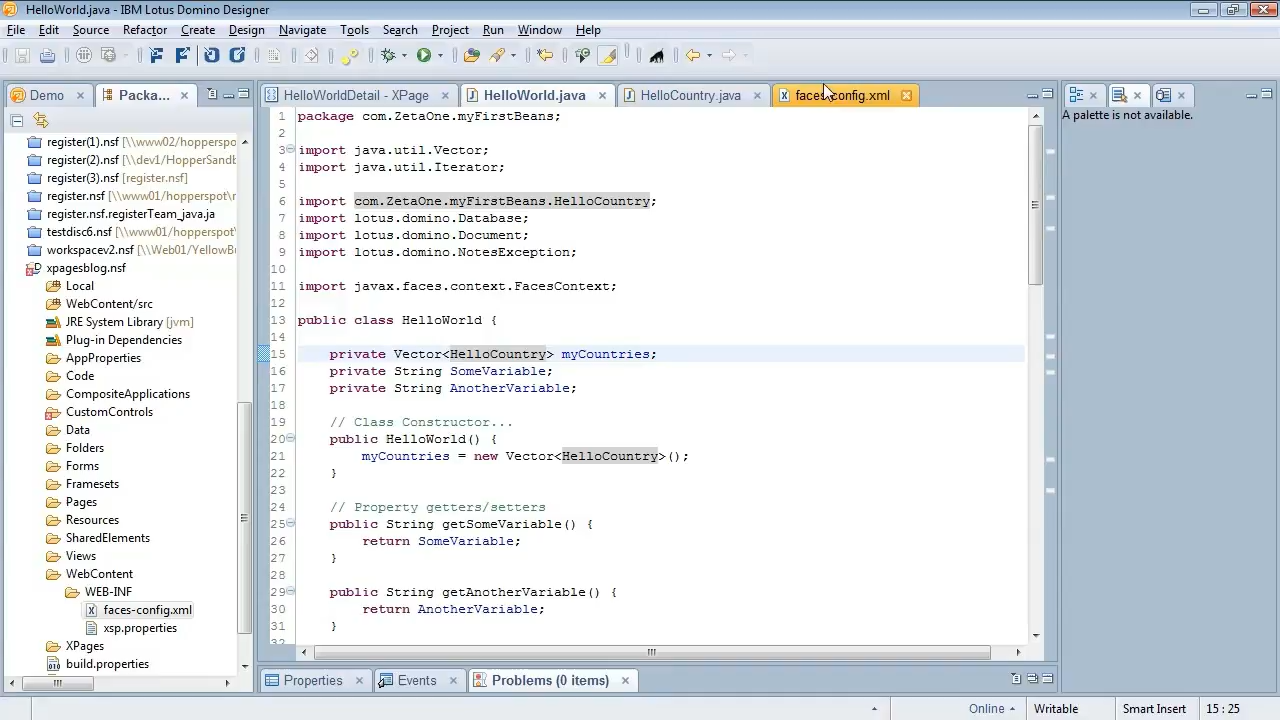 HelloWorld.java - IBM Lotus Domino Designer
File Edit Source Refactor Create Design Navigate Tools Search Project Run Window Help
Demo
Packa...
HelloWorldDetail - XPage
HelloWorld.java
HelloCountry.java
faces-config.xml
register(1).nsf [\\www02/hopperspo
register(2).nsf [\\dev1/HopperSandb
register(3).nsf [register.nsf]
register.nsf [\\www01/hopperspot\r
register.nsf.registerTeam_java.ja
testdisc6.nsf [\\www01/hopperspot\
workspacev2.nsf [\\Web01/YellowBu
xpagesblog.nsf
Local
WebContent/src
JRE System Library [jvm]
Plug-in Dependencies
AppProperties
Code
CompositeApplications
CustomControls
Data
Folders
Forms
Framesets
Pages
Resources
SharedElements
Views
WebContent
WEB-INF
faces-config.xml
xsp.properties
XPages
build.properties
1 package com.ZetaOne.myFirstBeans;
2
3 import java.util.Vector;
4 import java.util.Iterator;
5
6 import com.ZetaOne.myFirstBeans.HelloCountry;
7 import lotus.domino.Database;
8 import lotus.domino.Document;
9 import lotus.domino.NotesException;
10
11 import javax.faces.context.FacesContext;
12
13 public class HelloWorld {
14
15 private Vector<HelloCountry> myCountries;
16 private String SomeVariable;
17 private String AnotherVariable;
18
19 // Class Constructor...
20 public HelloWorld() {
21 myCountries = new Vector<HelloCountry>();
22 }
23
24 // Property getters/setters
25 public String getSomeVariable() {
26 return SomeVariable;
27 }
28
29 public String getAnotherVariable() {
30 return AnotherVariable;
31 }
32
A palette is not available.
Properties
Events
Problems (0 items)
Online
Writable
Smart Insert
15 : 25